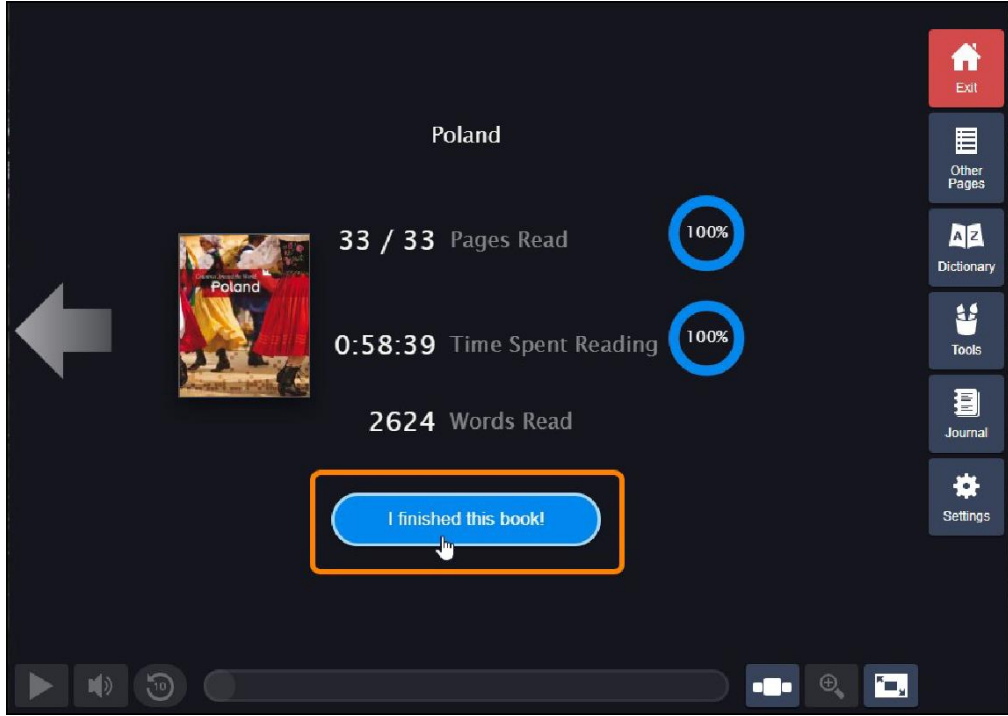 Poland
33 / 33 Pages Read
100%
Poland
0:58:39 Time Spent Reading
100%
2624 Words Read
I finished this book!
Exit
Other
Pages
A Z
Dictionary
Tools
Journal
Settings
10